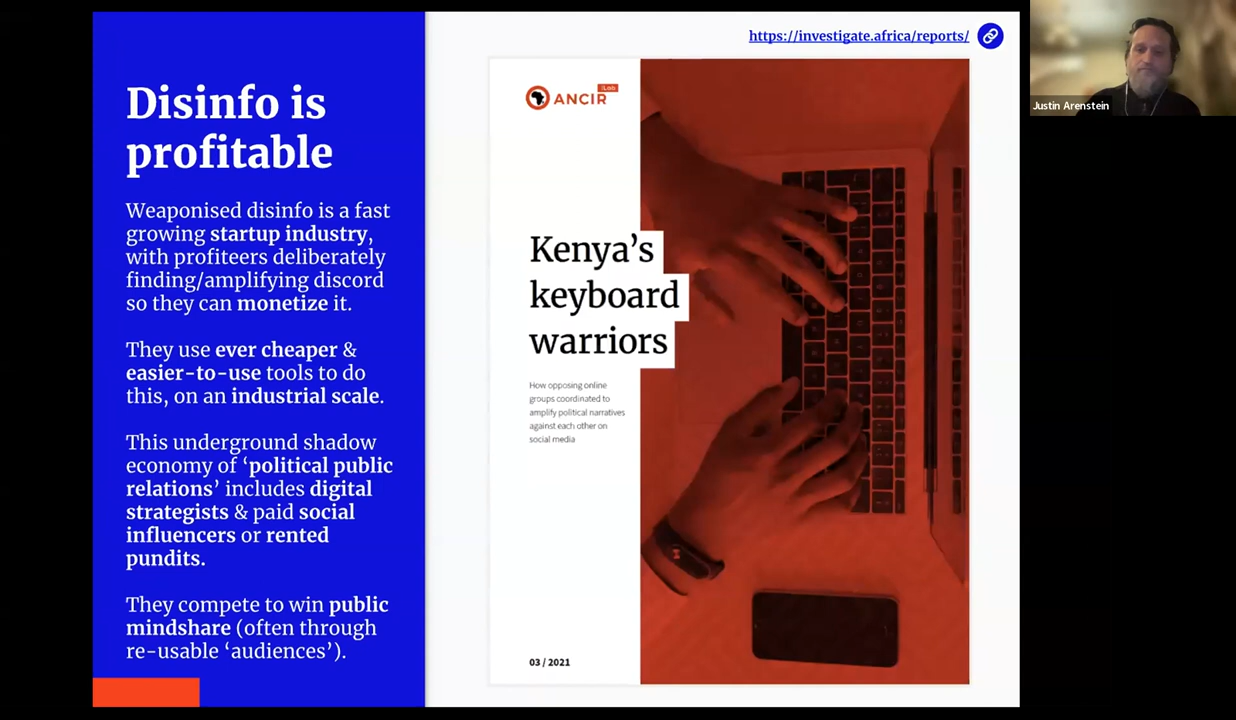 https://investigate.africa/reports/
Disinfo is
profitable
Weaponised disinfo is a fast
growing startup industry,
with profiteers deliberately
finding/amplifying discord
so they can monetize it.
They use ever cheaper &
easier-to-use tools to do
this, on an industrial scale.
This underground shadow
economy of ‘political public
relations’ includes digital
strategists & paid social
influencers or rented
pundits.
They compete to win public
mindshare (often through
re-usable ‘audiences’).
ANCIR
iLab
Kenya’s
keyboard
warriors
How opposing online
groups coordinated to
amplify political narratives
against each other on
social media
03 / 2021
Justin Arenstein